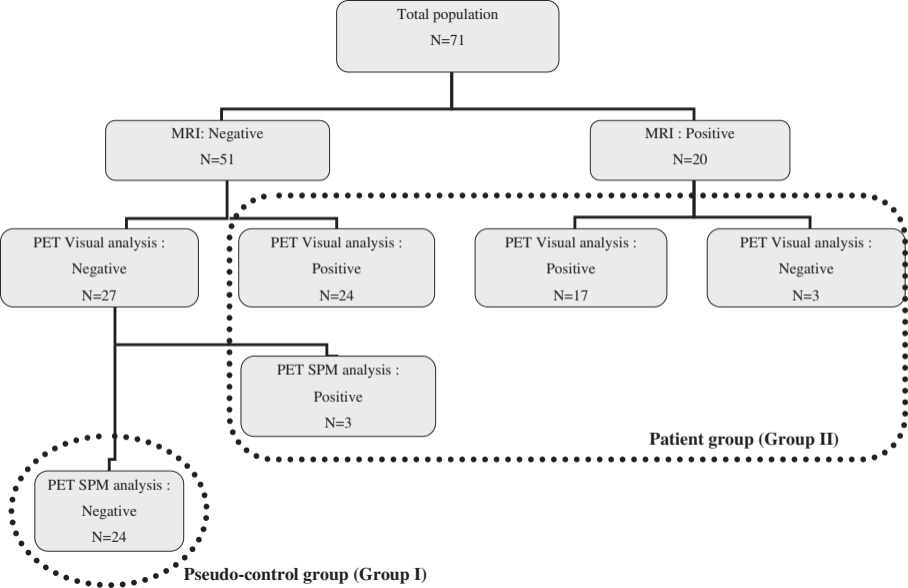 Total population
N=71
MRI: Negative
N=51
MRI : Positive
N=20
PET Visual analysis :
Negative
N=27
PET Visual analysis :
Positive
N=24
PET Visual analysis :
Positive
N=17
PET Visual analysis :
Negative
N=3
PET SPM analysis :
Positive
N=3
Patient group (Group II)
PET SPM analysis :
Negative
N=24
Pseudo-control group (Group I)